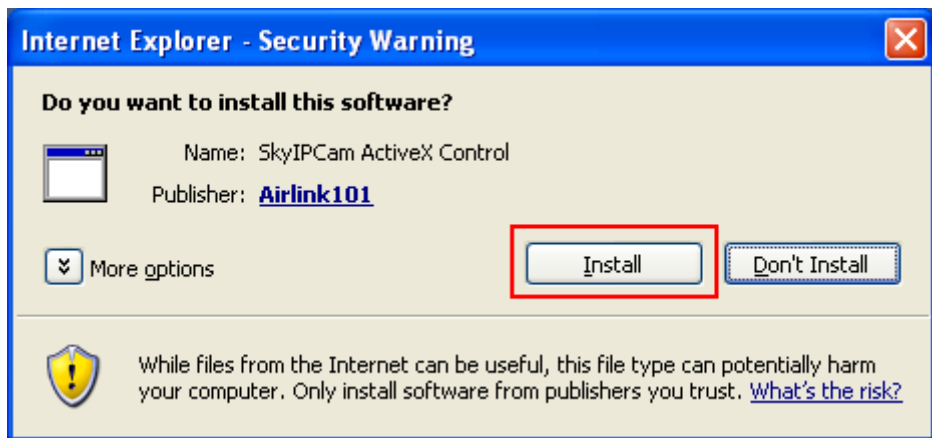 Internet Explorer - Security Warning
Do you want to install this software?
Name: SkyIPCam ActiveX Control
Publisher: Airlink101
More options
Install
Don't Install
While files from the Internet can be useful, this file type can potentially harm
your computer. Only install software from publishers you trust. What's the risk?